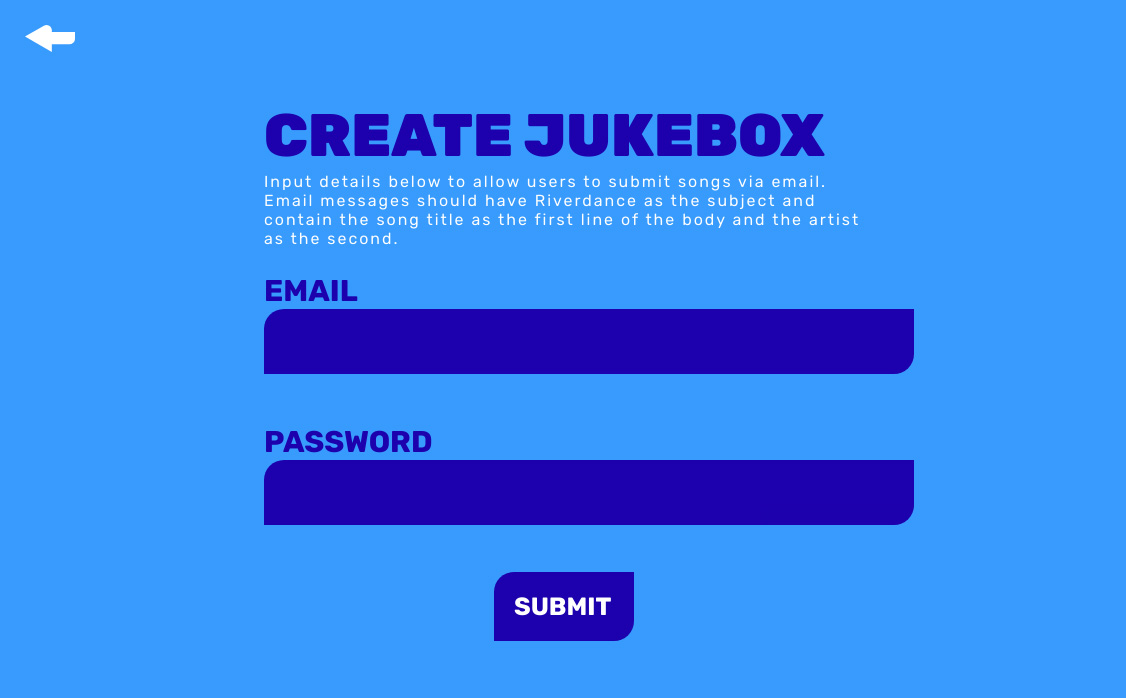 CREATE JUKEBOX
Input details below to allow users to submit songs via email.
Email messages should have Riverdance as the subject and
contain the song title as the first line of the body and the artist
as the second.
EMAIL
PASSWORD
SUBMIT